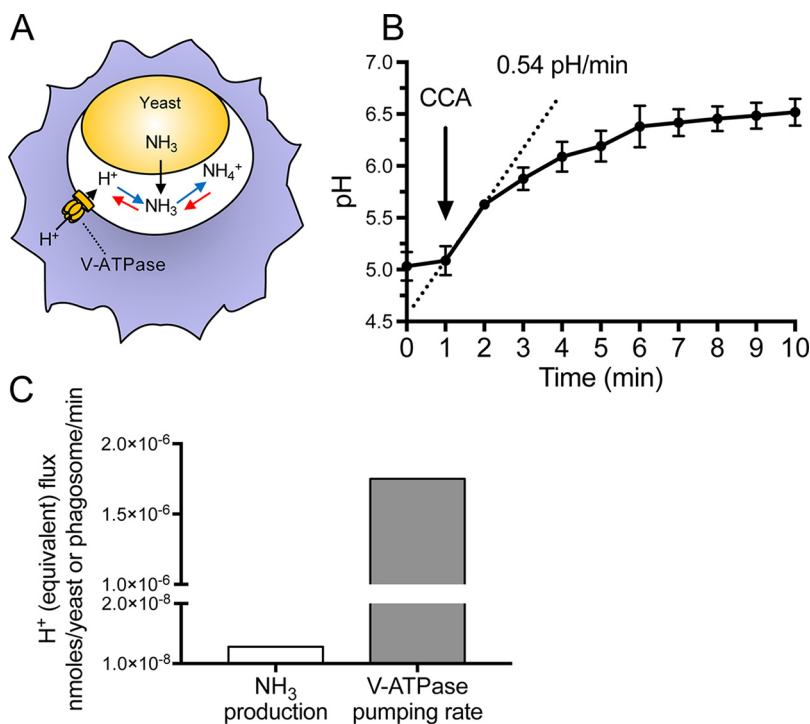 A
Yeast
NH₃
H⁺
NH₃
NH₄⁺
H⁺
V-ATPase
B
0.54 pH/min
CCA
pH
7.0
6.5
6.0
5.5
5.0
4.5
0 1 2 3 4 5 6 7 8 9 10
Time (min)
C
H⁺ (equivalent) flux
nmoles/yeast or phagosome/min
2.0×10⁻⁶
1.5×10⁻⁶
1.0×10⁻⁶
2.0×10⁻⁸
1.0×10⁻⁸
NH₃
production
V-ATPase
pumping rate